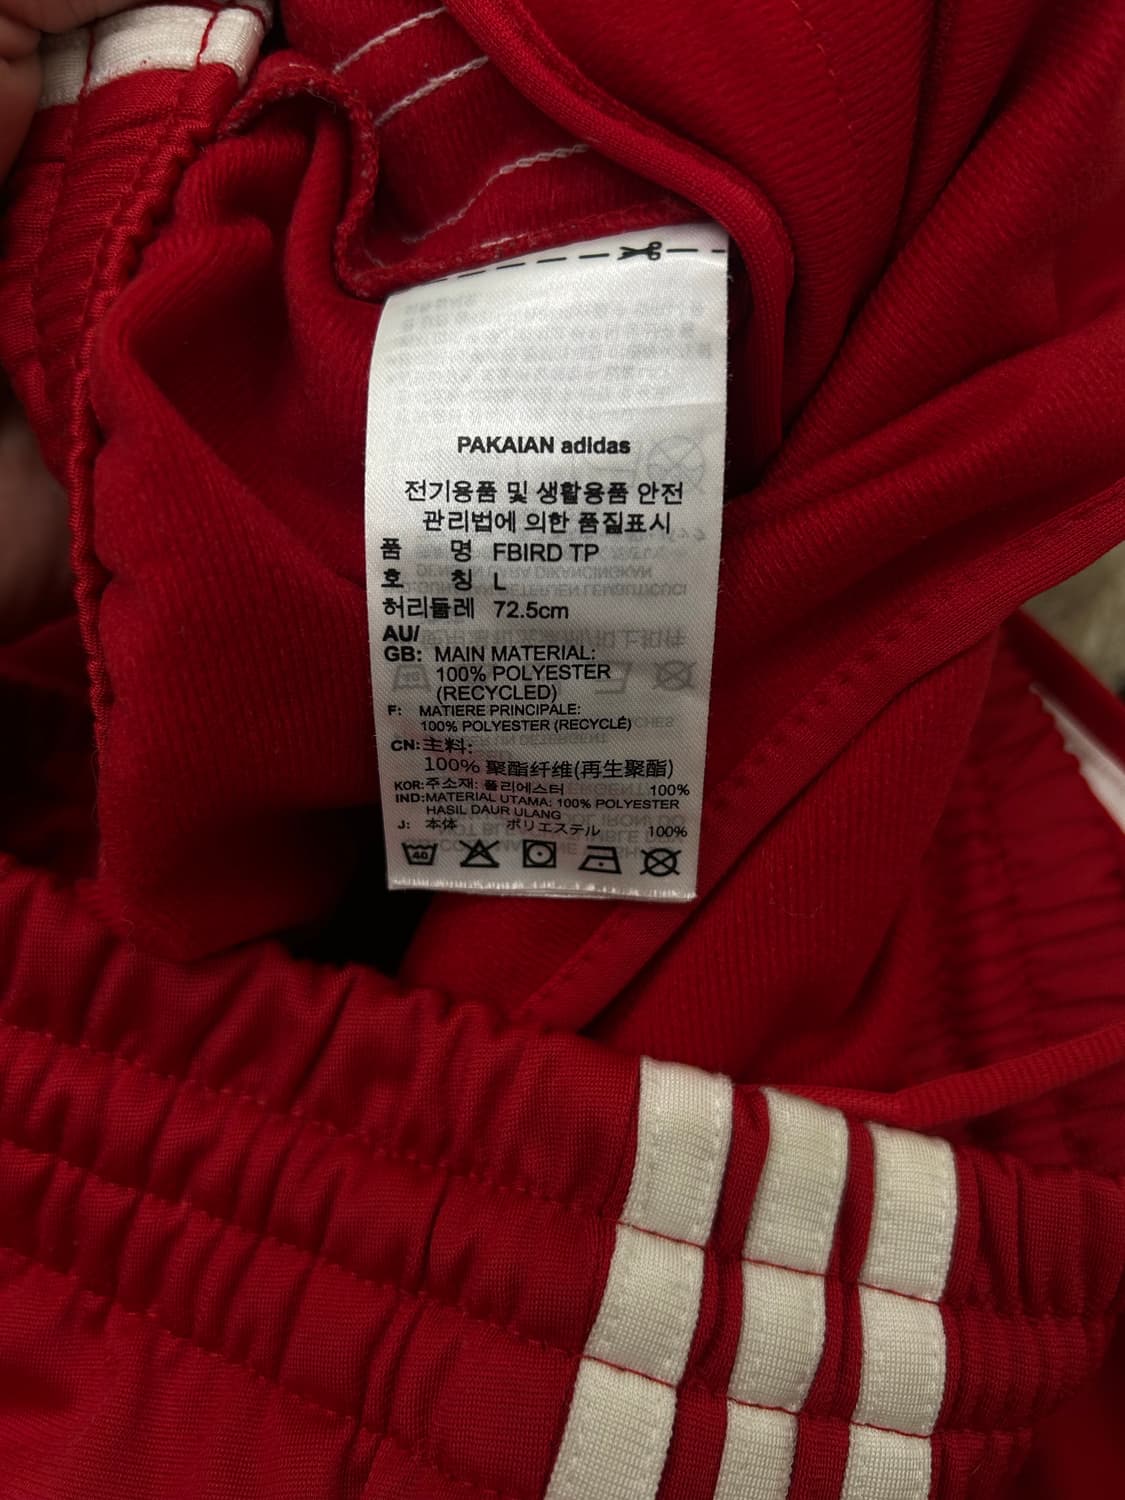 PAKAIAN adidas
전기용품 및 생활용품 안전
관리법에 의한 품질표시
품 명 FBIRD TP
호 칭 L
허리둘레 72.5cm
AU/
GB: MAIN MATERIAL:
100% POLYESTER
(RECYCLED)
F: MATIERE PRINCIPALE:
100% POLYESTER (RECYCLÉ)
CN:主料:
100% 聚酯纤维(再生聚酯)
KOR:주소재: 폴리에스터 100%
IND:MATERIAL UTAMA: 100% POLYESTER
HASIL DAUR ULANG
J: 本体 ポリエステル 100%
40